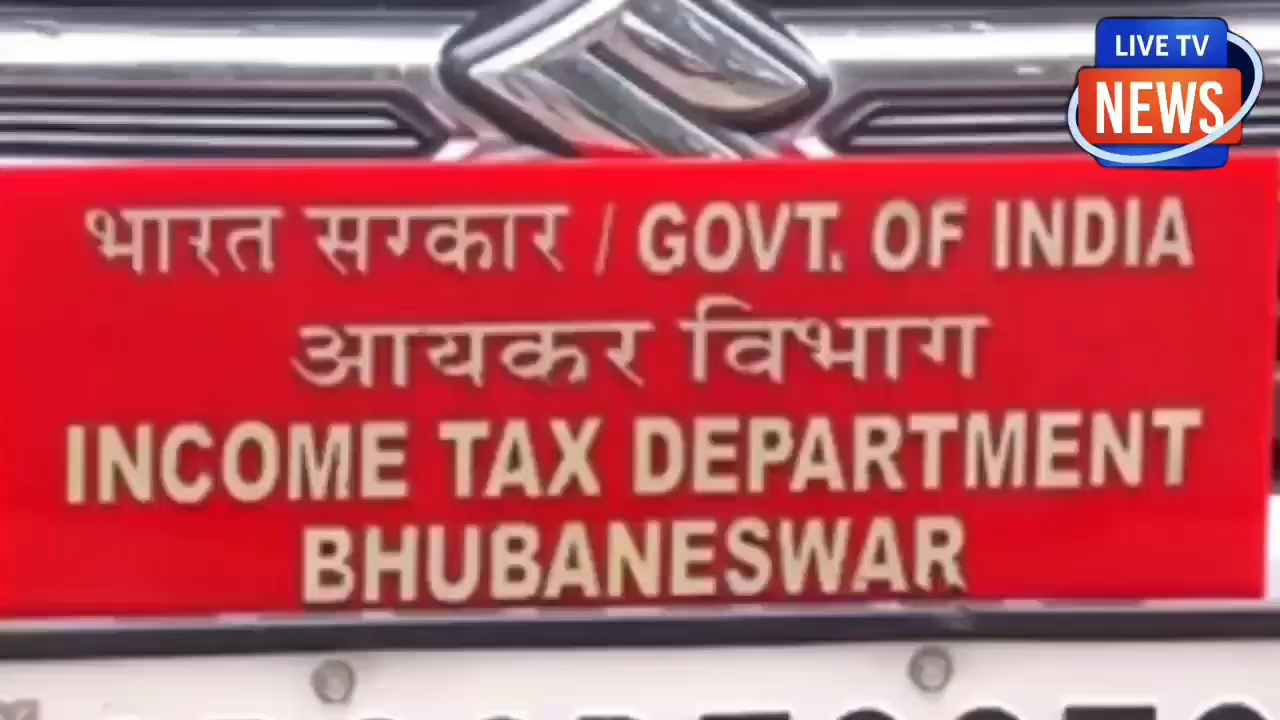 LIVE TV
NEWS
भारत सरकार / GOVT. OF INDIA
आयकर विभाग
INCOME TAX DEPARTMENT
BHUBANESWAR